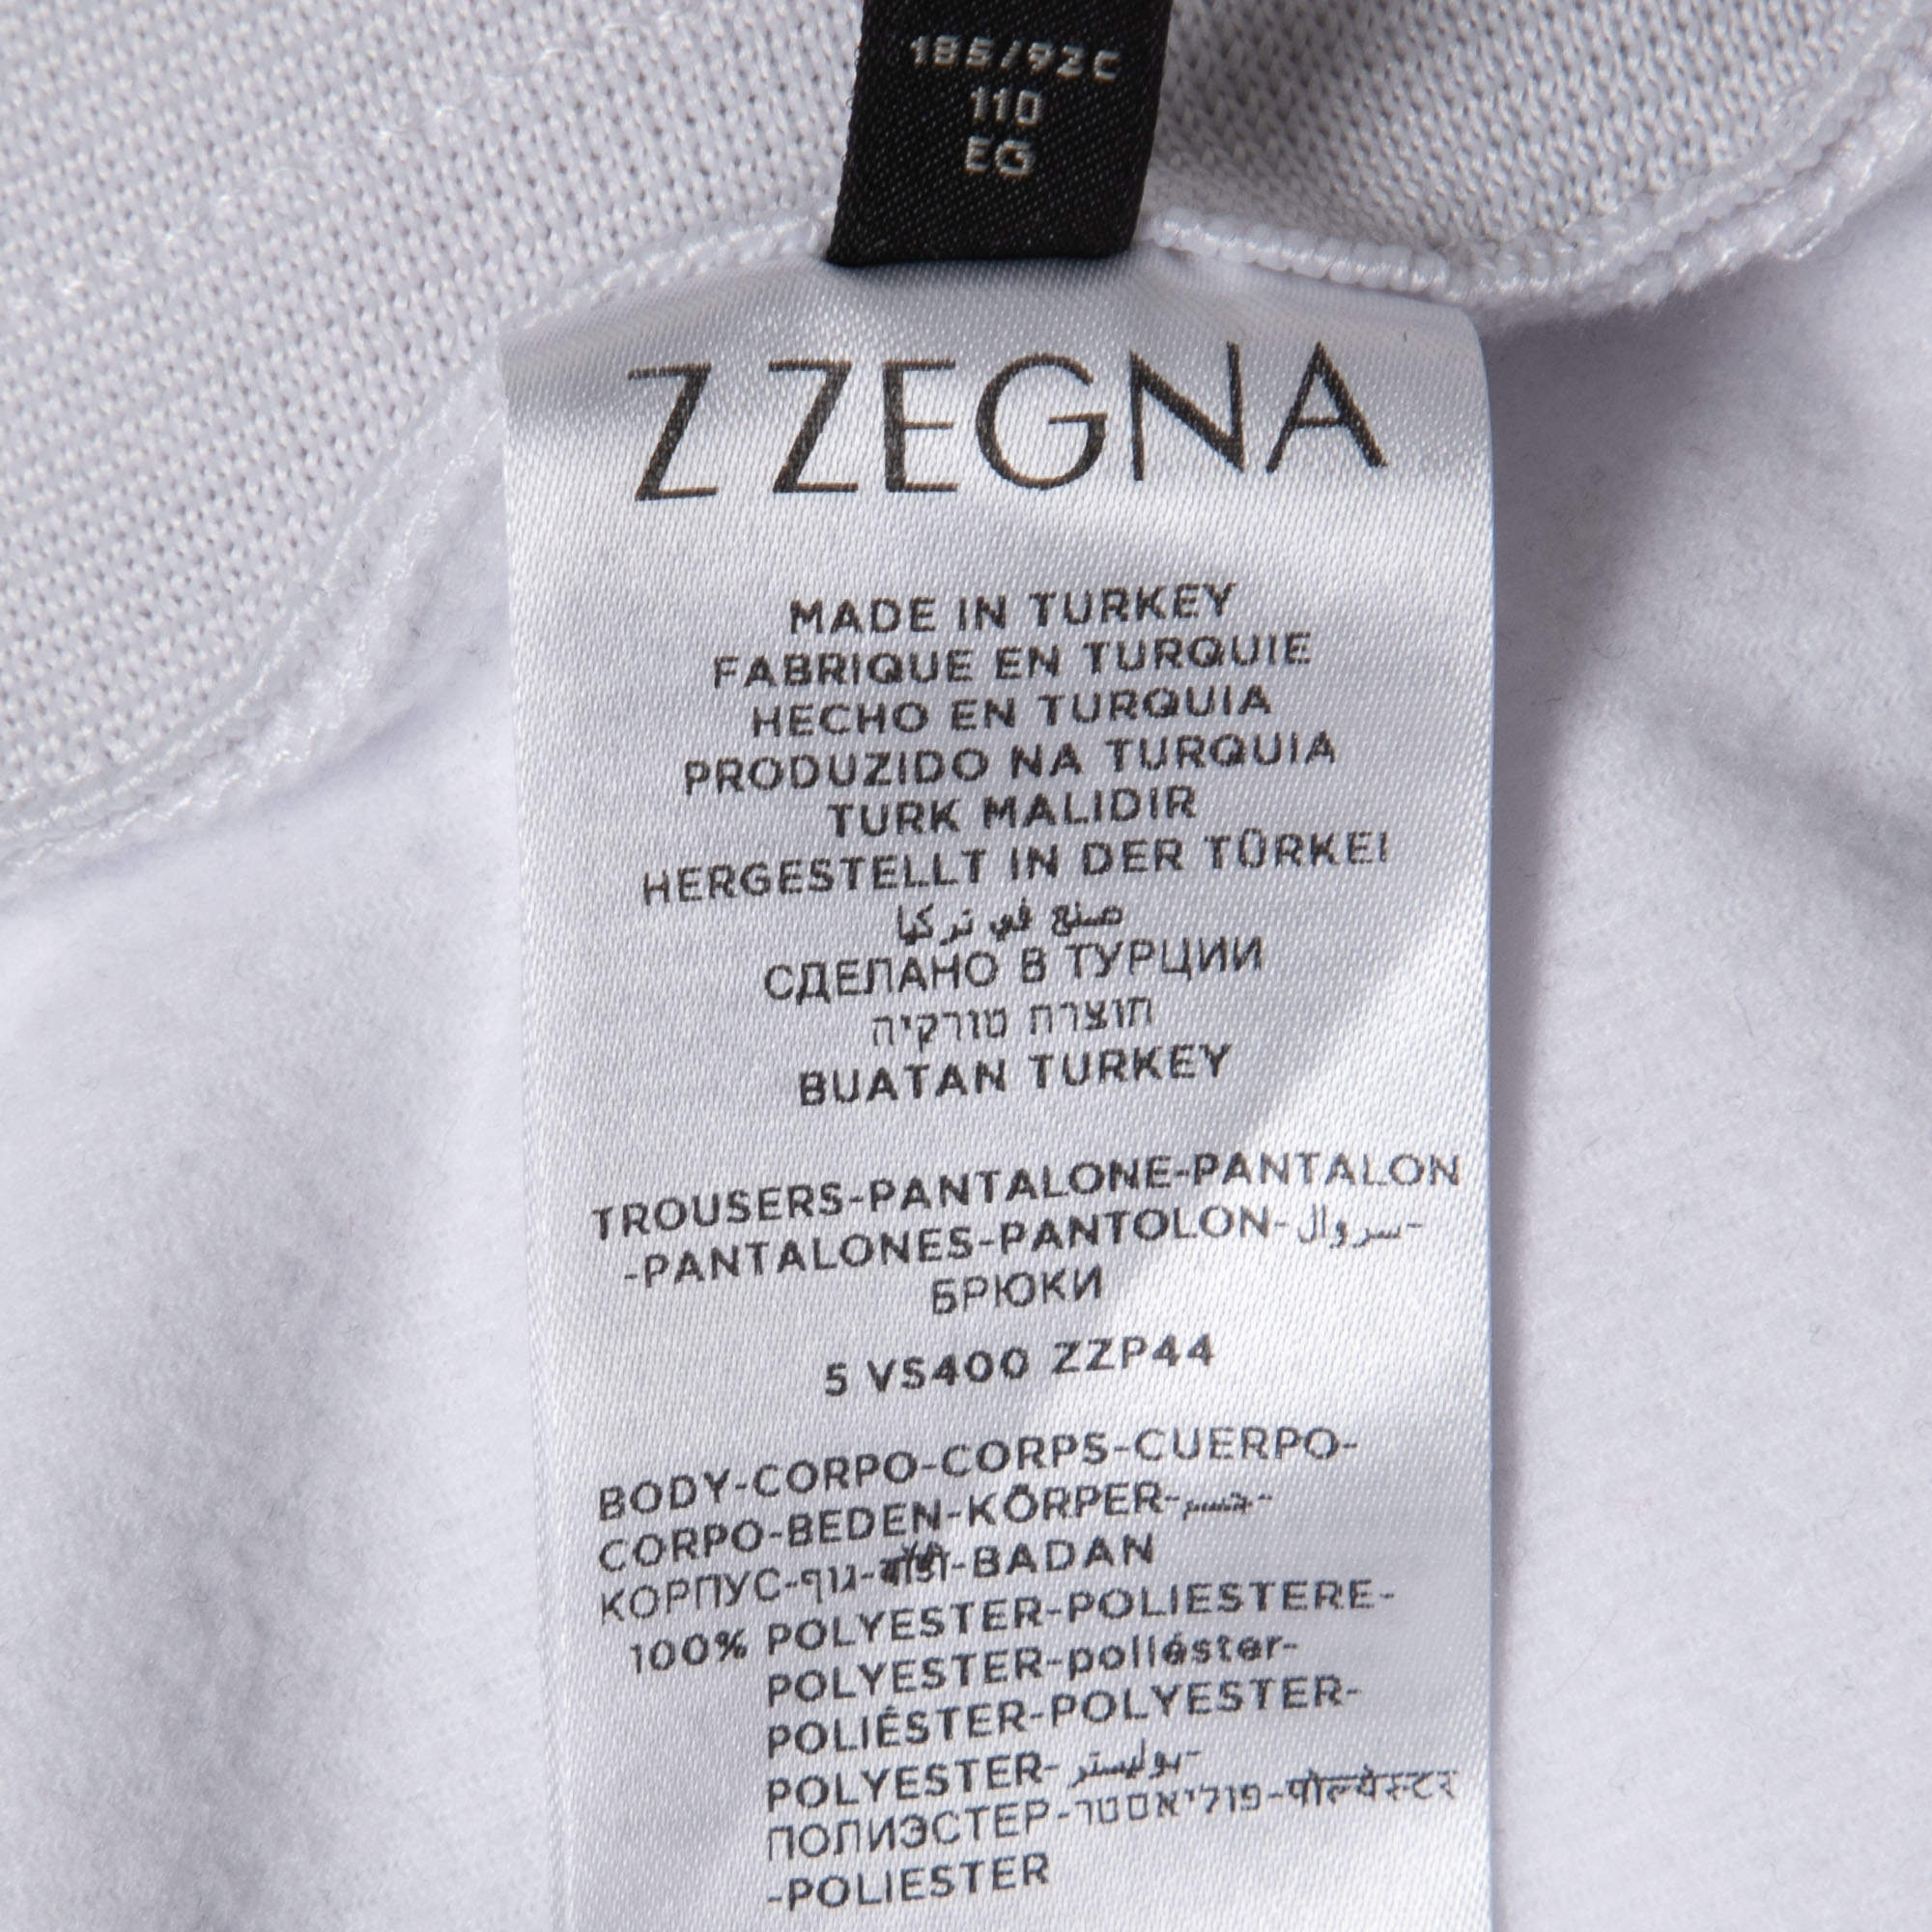 185/92C
110
EG
Z ZEGNA
MADE IN TURKEY
FABRIQUE EN TURQUIE
HECHO EN TURQUIA
PRODUZIDO NA TURQUIA
TURK MALIDIR
HERGESTELLT IN DER TÜRKEI
صنع في تركيا
СДЕЛАНО В ТУРЦИИ
תוצרת טורקיה
BUATAN TURKEY
TROUSERS-PANTALONE-PANTALON
-PANTALONES-PANTOLON-سروال-
БРЮКИ
5 VS400 ZZP44
BODY-CORPO-CORPS-CUERPO-
CORPO-BEDEN-KÖRPER-جسم-
КОРПУС-גוף-बॉडी-BADAN
100% POLYESTER-POLIESTERE-
POLYESTER-poliéster-
POLIÉSTER-POLYESTER-
POLYESTER-بوليستر-
ПОЛИЭСТЕР-פוליאסטר-पोल्येस्टर
-POLIESTER